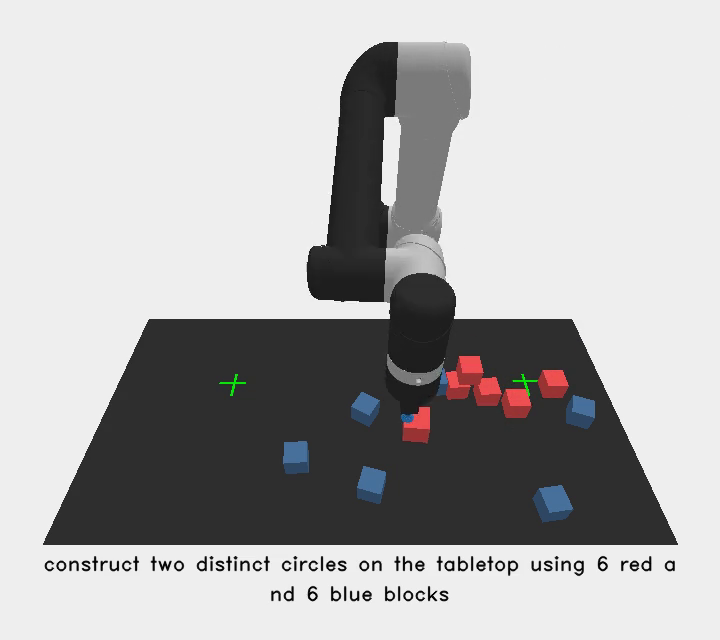 construct two distinct circles on the tabletop using 6 red a
nd 6 blue blocks